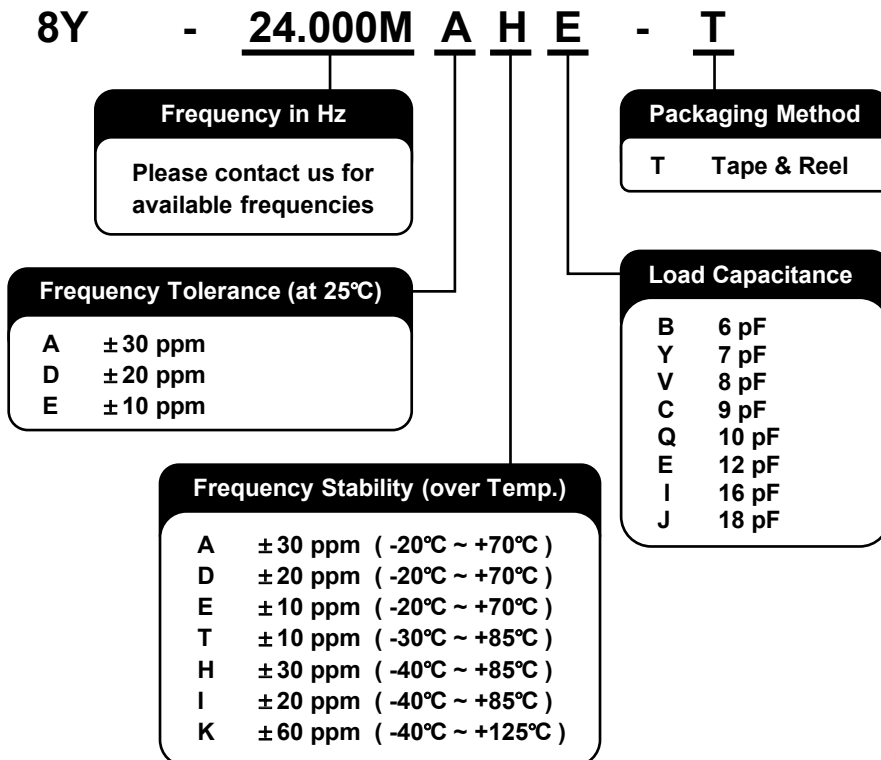 8Y - 24.000M A H E - T
Frequency in Hz
Please contact us for
available frequencies
Packaging Method
T Tape & Reel
Frequency Tolerance (at 25℃)
A ±30 ppm
D ±20 ppm
E ±10 ppm
Load Capacitance
B 6 pF
Y 7 pF
V 8 pF
C 9 pF
Q 10 pF
E 12 pF
I 16 pF
J 18 pF
Frequency Stability (over Temp.)
A ±30 ppm ( -20℃ ~ +70℃ )
D ±20 ppm ( -20℃ ~ +70℃ )
E ±10 ppm ( -20℃ ~ +70℃ )
T ±10 ppm ( -30℃ ~ +85℃ )
H ±30 ppm ( -40℃ ~ +85℃ )
I ±20 ppm ( -40℃ ~ +85℃ )
K ±60 ppm ( -40℃ ~ +125℃ )